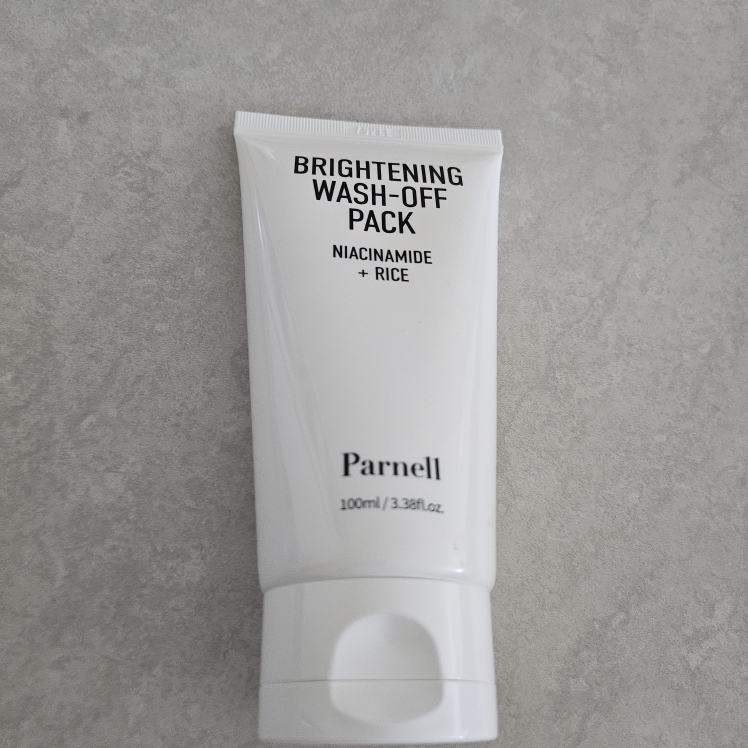 BRIGHTENING
WASH-OFF
PACK
NIACINAMIDE
+ RICE
Parnell
100ml / 3.38fl.oz.